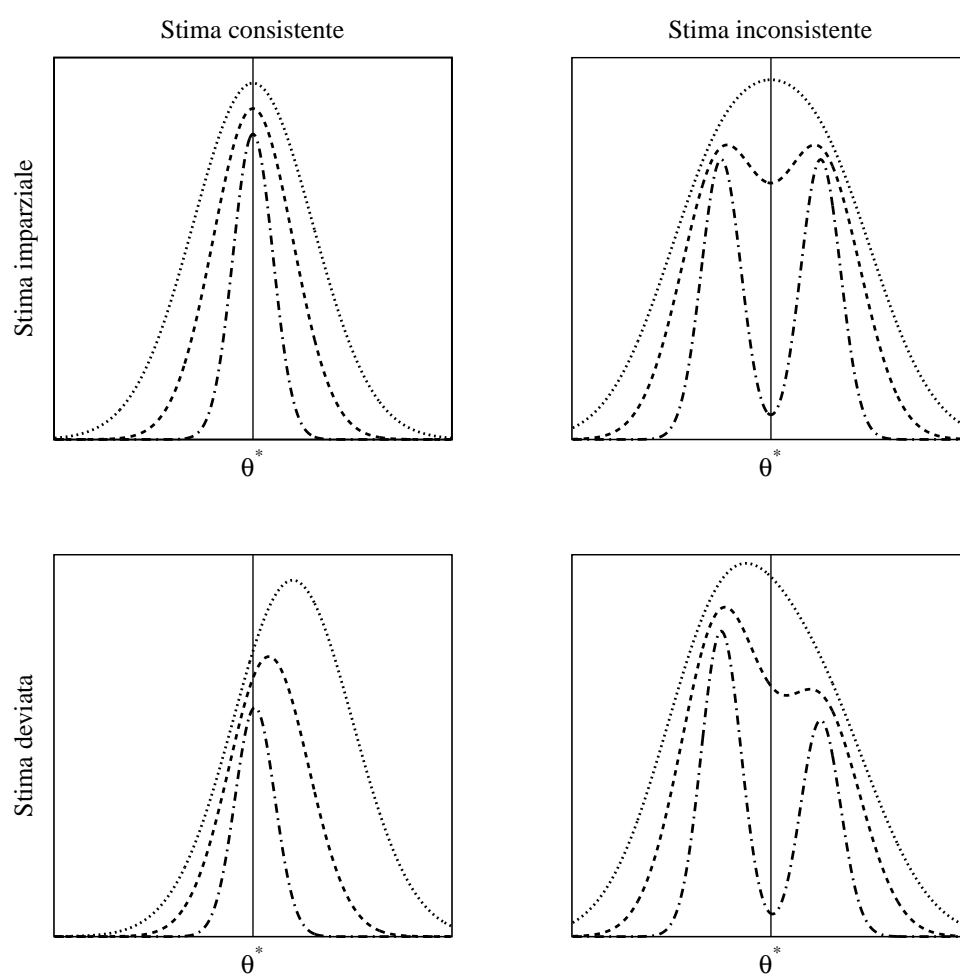 Stima consistente
Stima inconsistente
Stima imparziale
θ*
θ*
Stima deviata
θ*
θ*